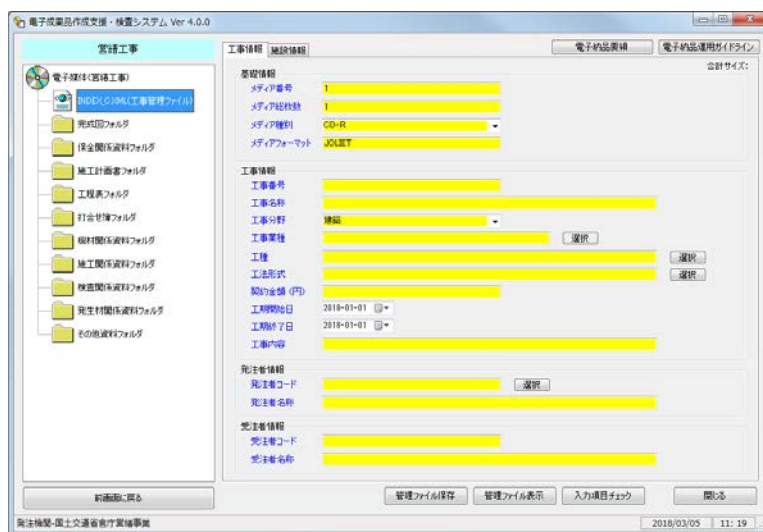 電子成果品作成支援・検査システム Ver 4.0.0
営繕工事
電子媒体(営繕工事)
INDEX_C.XML(工事管理ファイル)
完成図フォルダ
保全関係資料フォルダ
施工計画書フォルダ
工程表フォルダ
打合せ簿フォルダ
機材関係資料フォルダ
施工関係資料フォルダ
検査関係資料フォルダ
発生材関係資料フォルダ
その他資料フォルダ
前画面に戻る
工事情報 施設情報
電子納品要領 電子納品運用ガイドライン
合計サイズ:
基礎情報
メディア番号 1
メディア総枚数 1
メディア種別 CD-R
メディアフォーマット JOLIET
工事情報
工事番号
工事名称
工事分野 建築
工事業種 選択
工種 選択
工法形式 選択
契約金額 (円)
工期開始日 2018-01-01
工期終了日 2018-01-01
工事内容
発注者情報
発注者コード 選択
発注者名称
受注者情報
受注者コード
受注者名称
管理ファイル保存 管理ファイル表示 入力項目チェック 閉じる
発注機関-国土交通省官庁営繕事業 2018/03/05 11:19